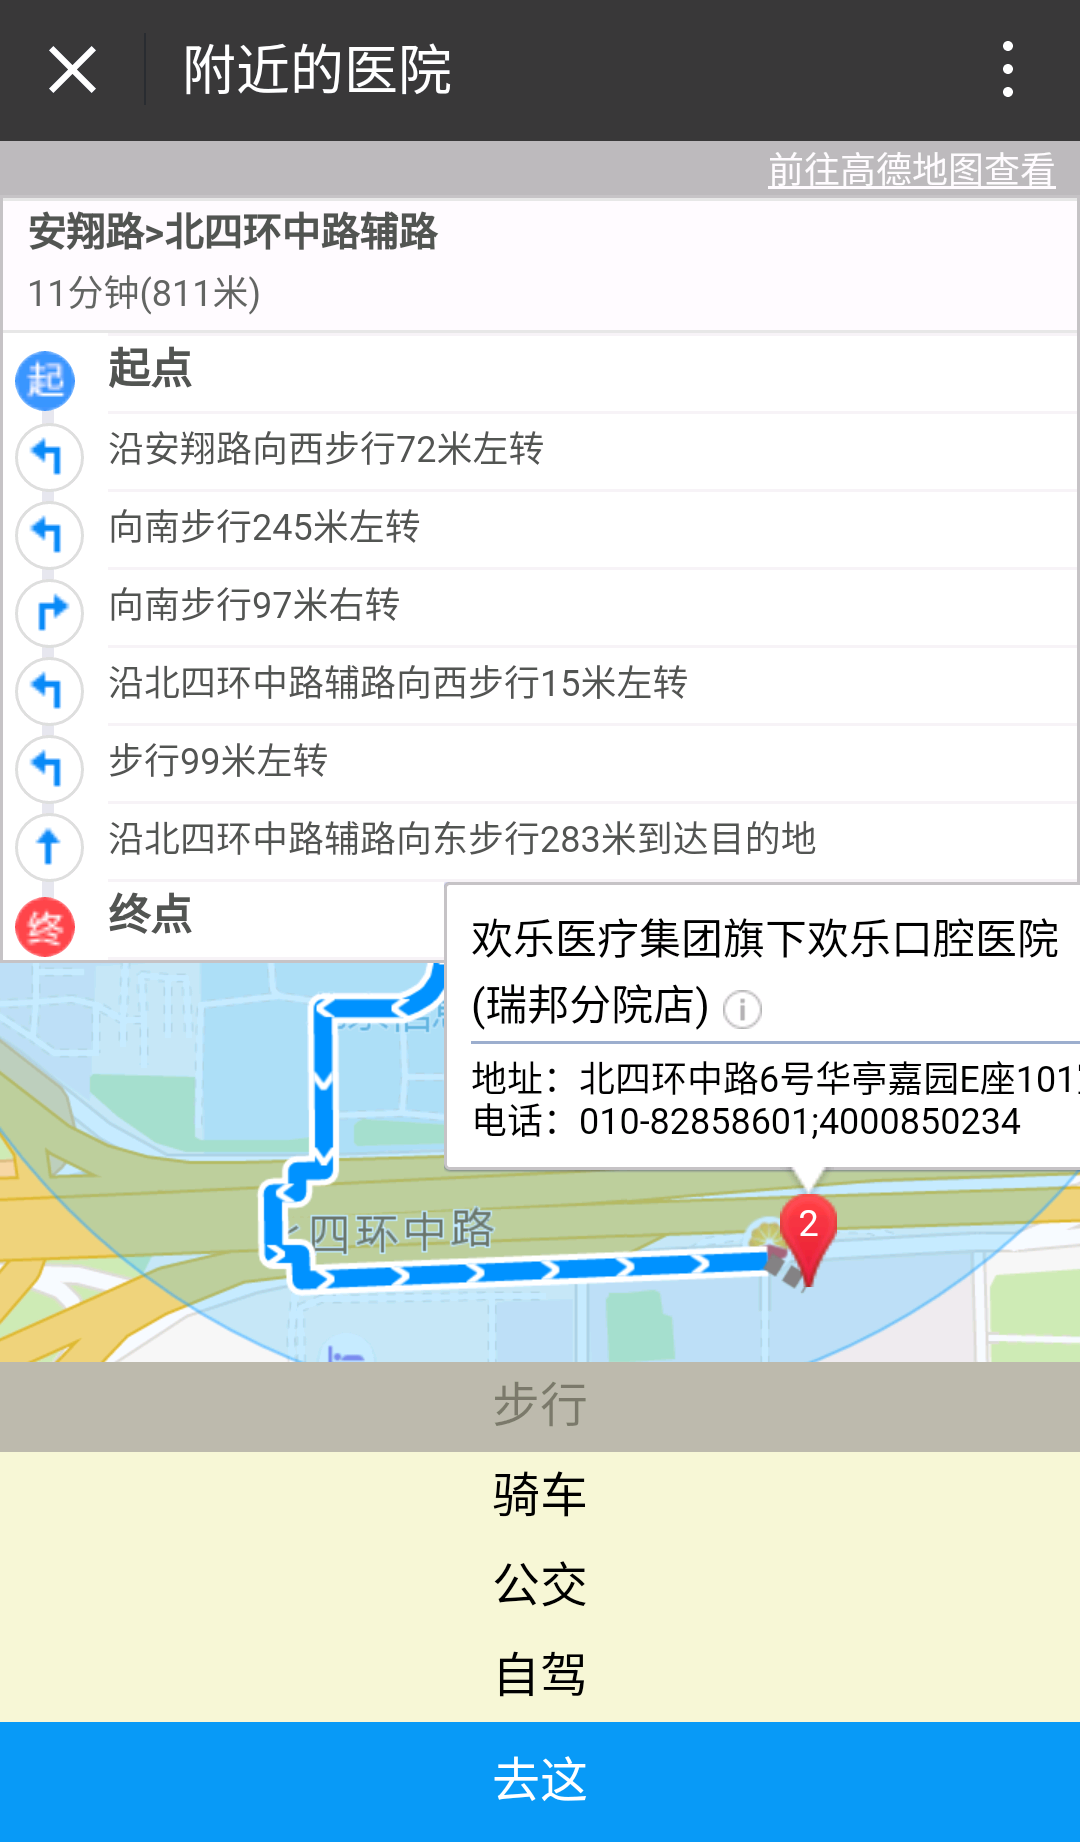 附近的医院
前往高德地图查看
安翔路>北四环中路辅路
11分钟(811米)
起
起点
沿安翔路向西步行72米左转
向南步行245米左转
向南步行97米右转
沿北四环中路辅路向西步行15米左转
步行99米左转
沿北四环中路辅路向东步行283米到达目的地
终
终点
欢乐医疗集团旗下欢乐口腔医院
(瑞邦分院店)
地址：北四环中路6号华亭嘉园E座101
电话：010-82858601;4000850234
2
四环中路
步行
骑车
公交
自驾
去这